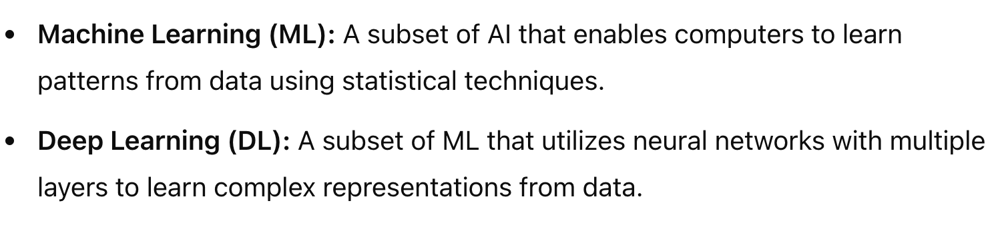 • Machine Learning (ML): A subset of AI that enables computers to learn
patterns from data using statistical techniques.
• Deep Learning (DL): A subset of ML that utilizes neural networks with multiple
layers to learn complex representations from data.